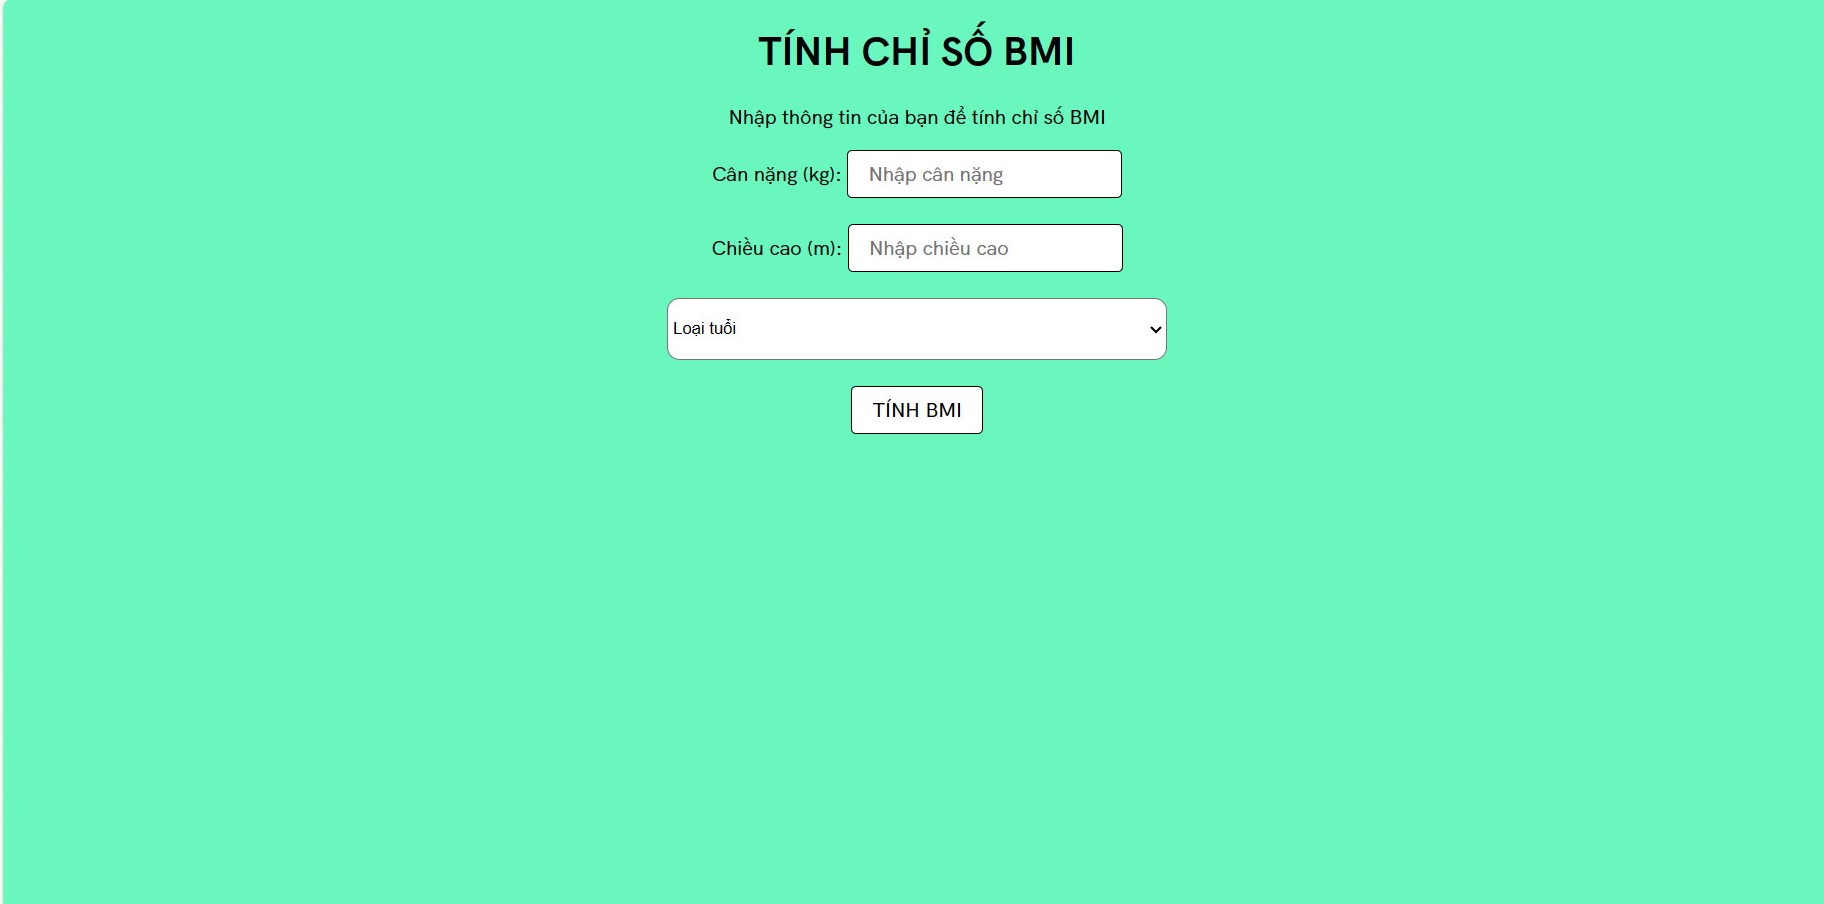 TÍNH CHỈ SỐ BMI
Nhập thông tin của bạn để tính chỉ số BMI
Cân nặng (kg): Nhập cân nặng
Chiều cao (m): Nhập chiều cao
Loại tuổi
TÍNH BMI